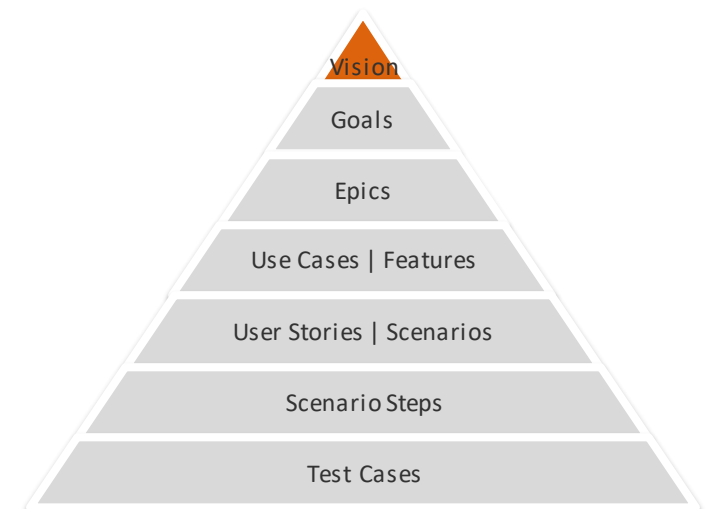 Vision
Goals
Epics
Use Cases | Features
User Stories | Scenarios
Scenario Steps
Test Cases